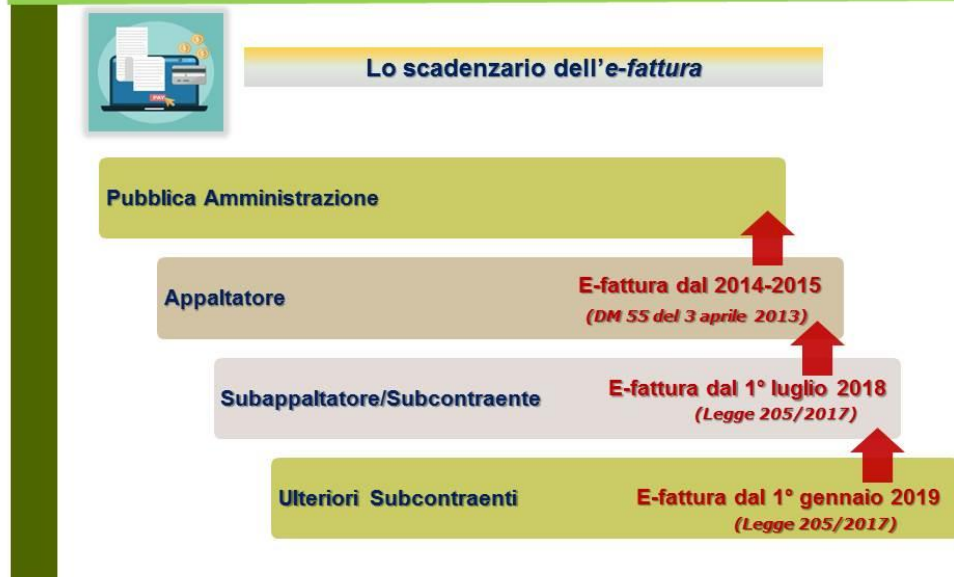 PAY
Lo scadenzario dell'e-fattura
Pubblica Amministrazione
Appaltatore
E-fattura dal 2014-2015
(DM 55 del 3 aprile 2013)
Subappaltatore/Subcontraente
E-fattura dal 1° luglio 2018
(Legge 205/2017)
Ulteriori Subcontraenti
E-fattura dal 1° gennaio 2019
(Legge 205/2017)